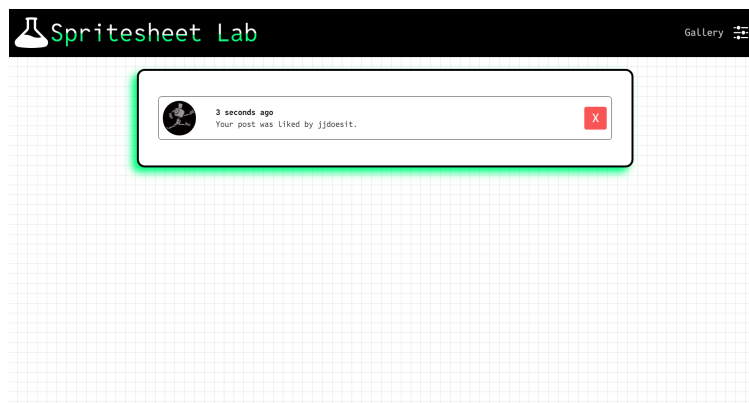 Spritesheet Lab
Gallery
3 seconds ago
Your post was liked by jjdoesit.
X